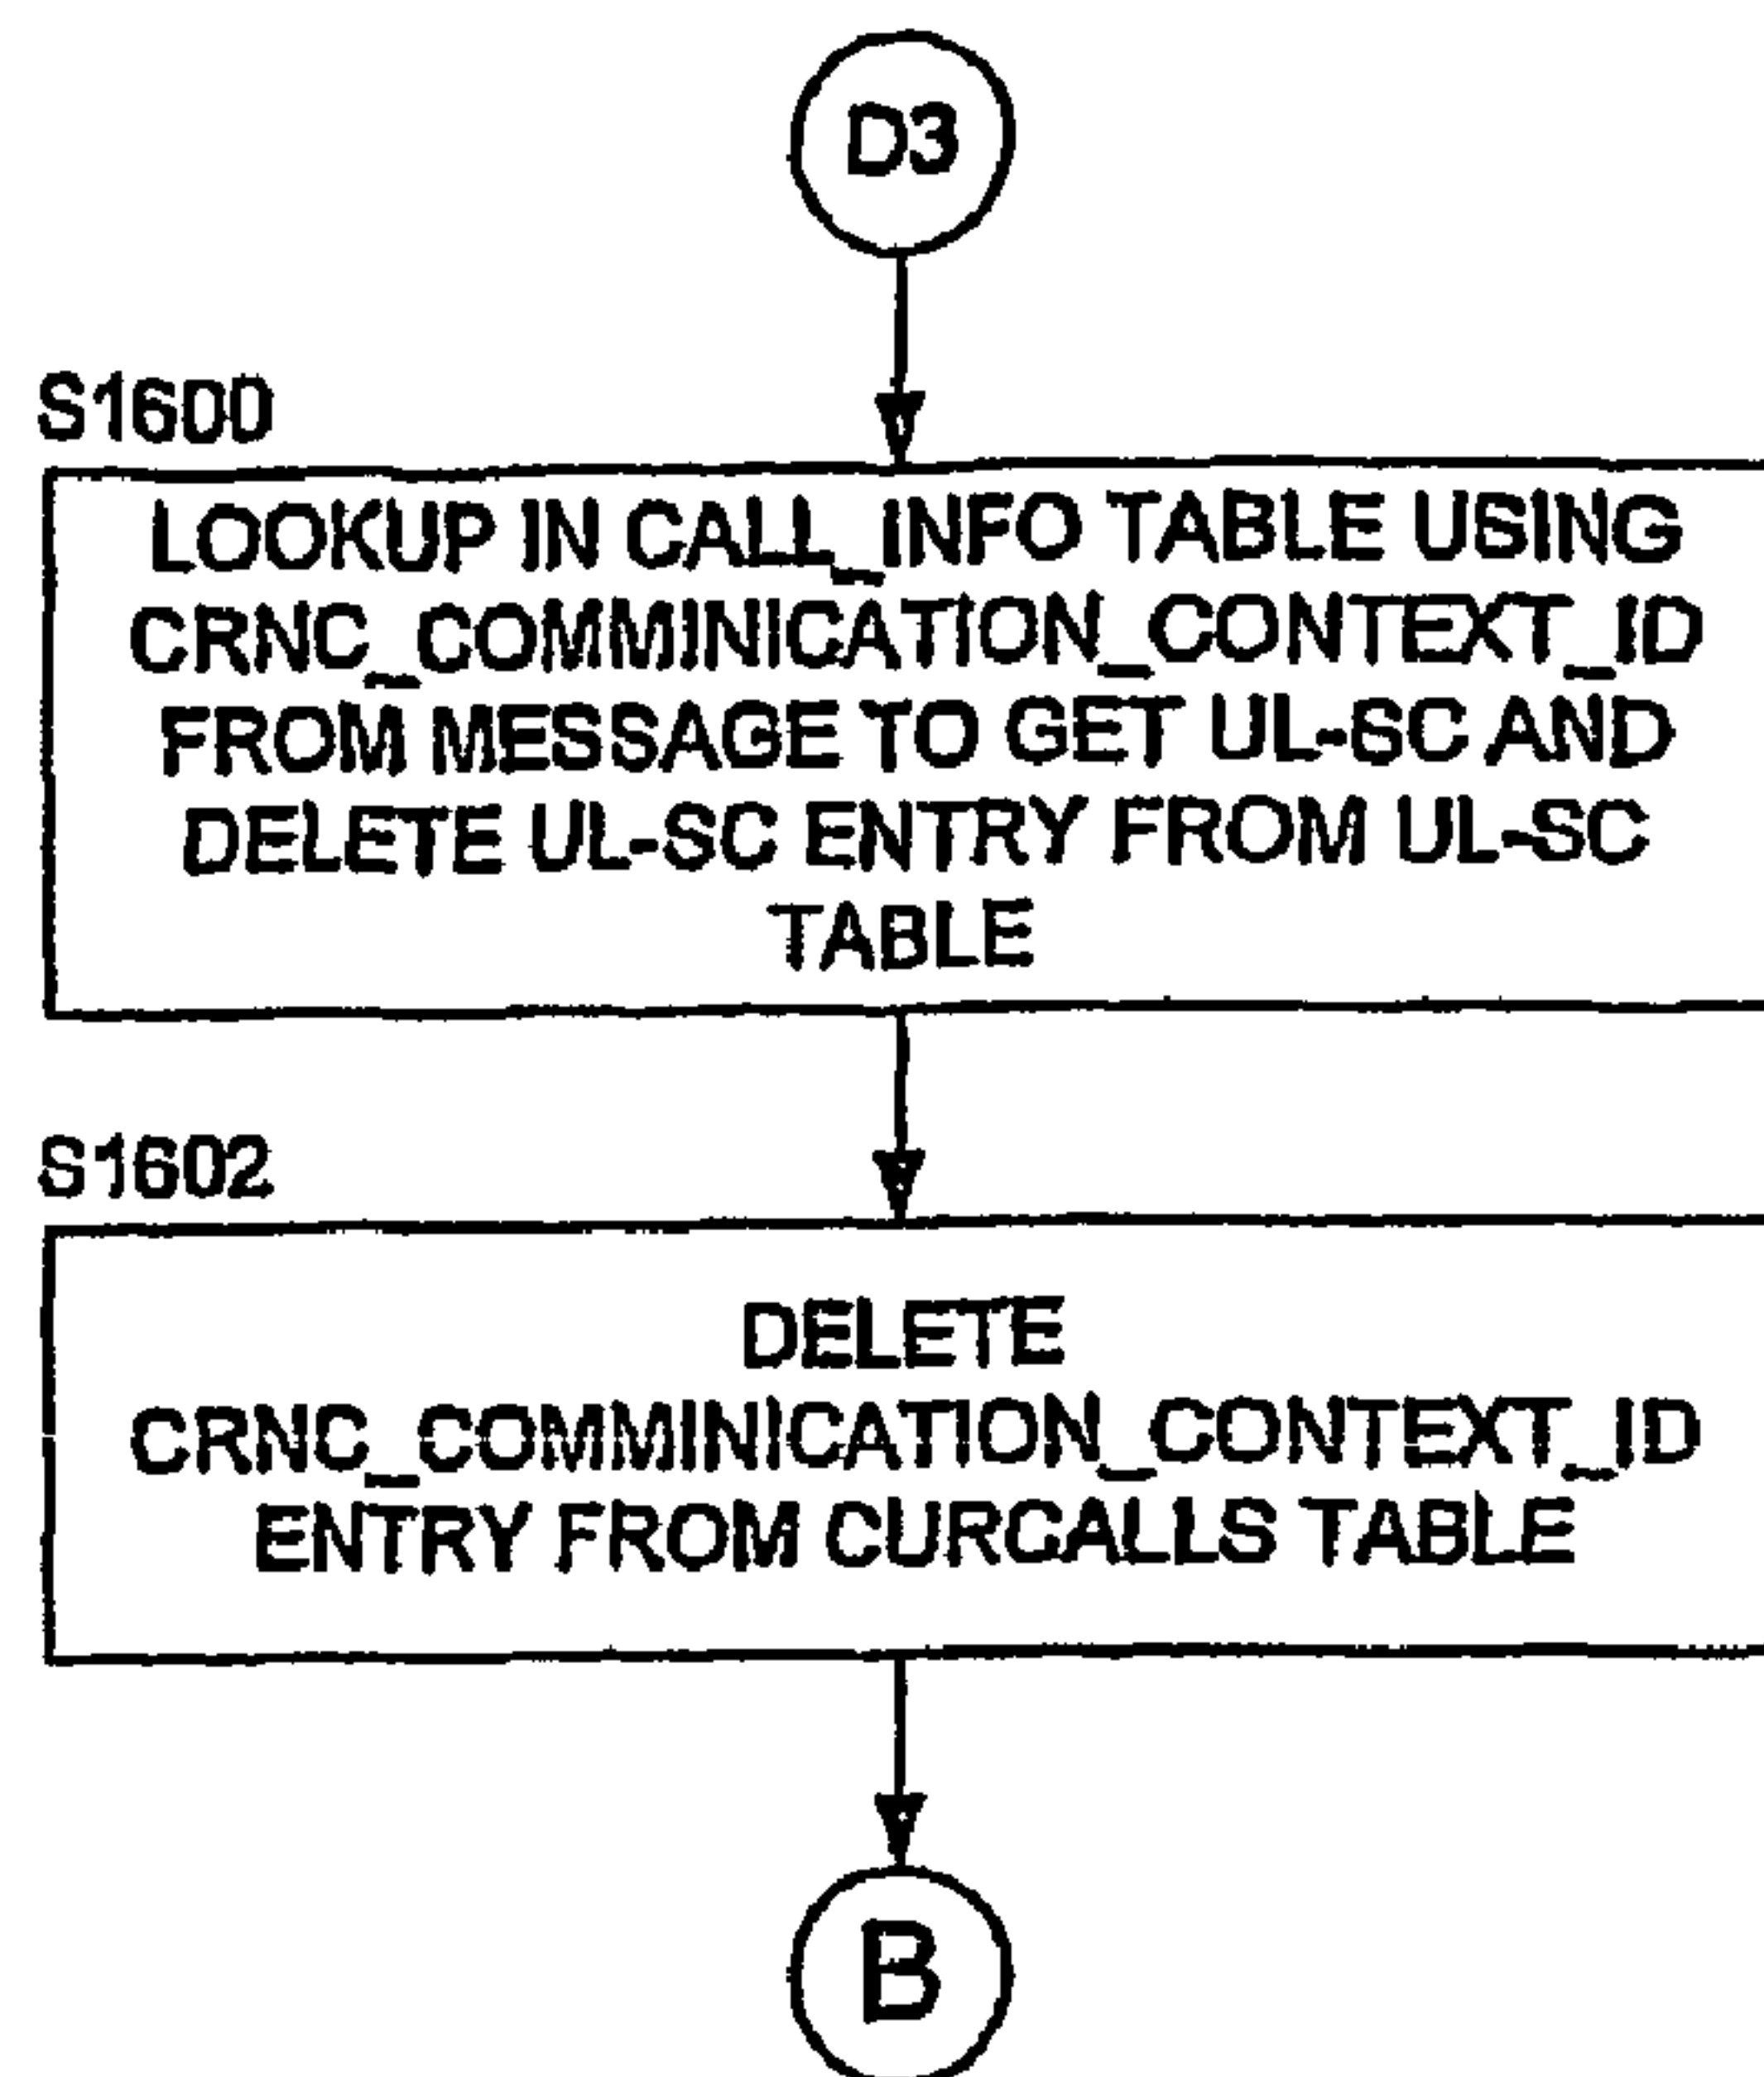 D3
S1600
LOOKUP IN CALL_INFO TABLE USING
CRNC_COMMINICATION_CONTEXT_ID
FROM MESSAGE TO GET UL-SC AND
DELETE UL-SC ENTRY FROM UL-SC
TABLE
S1602
DELETE
CRNC_COMMINICATION_CONTEXT_ID
ENTRY FROM CURCALLS TABLE
B